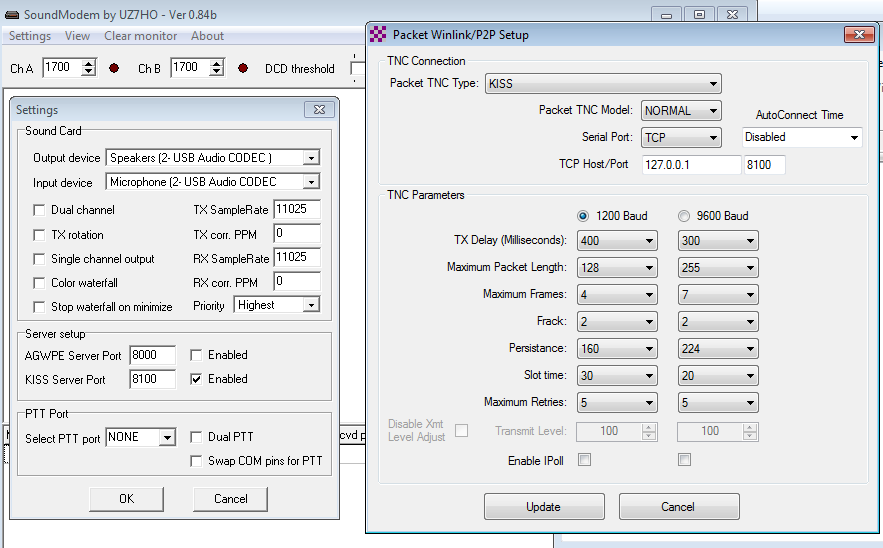 SoundModem by UZ7HO - Ver 0.84b
Settings View Clear monitor About
Ch A 1700 Ch B 1700 DCD threshold
Settings
Sound Card
Output device Speakers (2- USB Audio CODEC )
Input device Microphone (2- USB Audio CODEC
Dual channel TX SampleRate 11025
TX rotation TX corr. PPM 0
Single channel output RX SampleRate 11025
Color waterfall RX corr. PPM 0
Stop waterfall on minimize Priority Highest
Server setup
AGWPE Server Port 8000 Enabled
KISS Server Port 8100 Enabled
PTT Port
Select PTT port NONE Dual PTT
Swap COM pins for PTT
OK Cancel
cvd p
Packet Winlink/P2P Setup
TNC Connection
Packet TNC Type: KISS
Packet TNC Model: NORMAL AutoConnect Time
Serial Port: TCP Disabled
TCP Host/Port 127.0.0.1 8100
TNC Parameters
1200 Baud 9600 Baud
TX Delay (Milliseconds): 400 300
Maximum Packet Length: 128 255
Maximum Frames: 4 7
Frack: 2 2
Persistance: 160 224
Slot time: 30 20
Maximum Retries: 5 5
Disable Xmt
Level Adjust Transmit Level: 100 100
Enable IPoll
Update Cancel